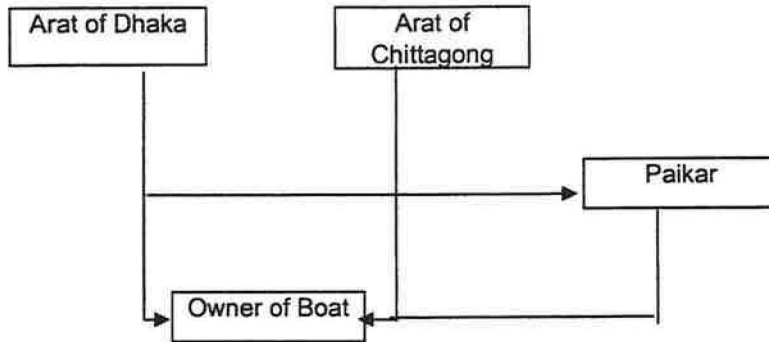 Arat of Dhaka
Arat of
Chittagong
Paikar
Owner of Boat